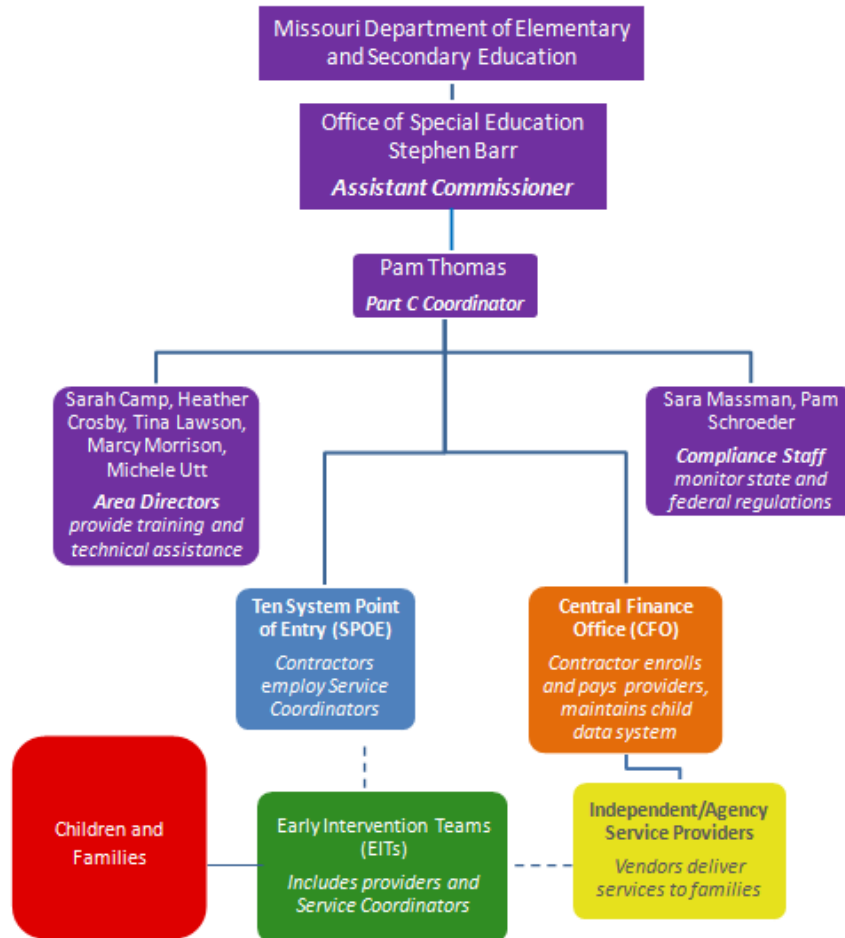 Missouri Department of Elementary
and Secondary Education
Office of Special Education
Stephen Barr
Assistant Commissioner
Pam Thomas
Part C Coordinator
Sarah Camp, Heather
Crosby, Tina Lawson,
Marcy Morrison,
Michele Utt
Area Directors
provide training and
technical assistance
Sara Massman, Pam
Schroeder
Compliance Staff
monitor state and
federal regulations
Ten System Point
of Entry (SPOE)
Contractors
employ Service
Coordinators
Central Finance
Office (CFO)
Contractor enrolls
and pays providers,
maintains child
data system
Children and
Families
Early Intervention Teams
(EITs)
Includes providers and
Service Coordinators
Independent/Agency
Service Providers
Vendors deliver
services to families